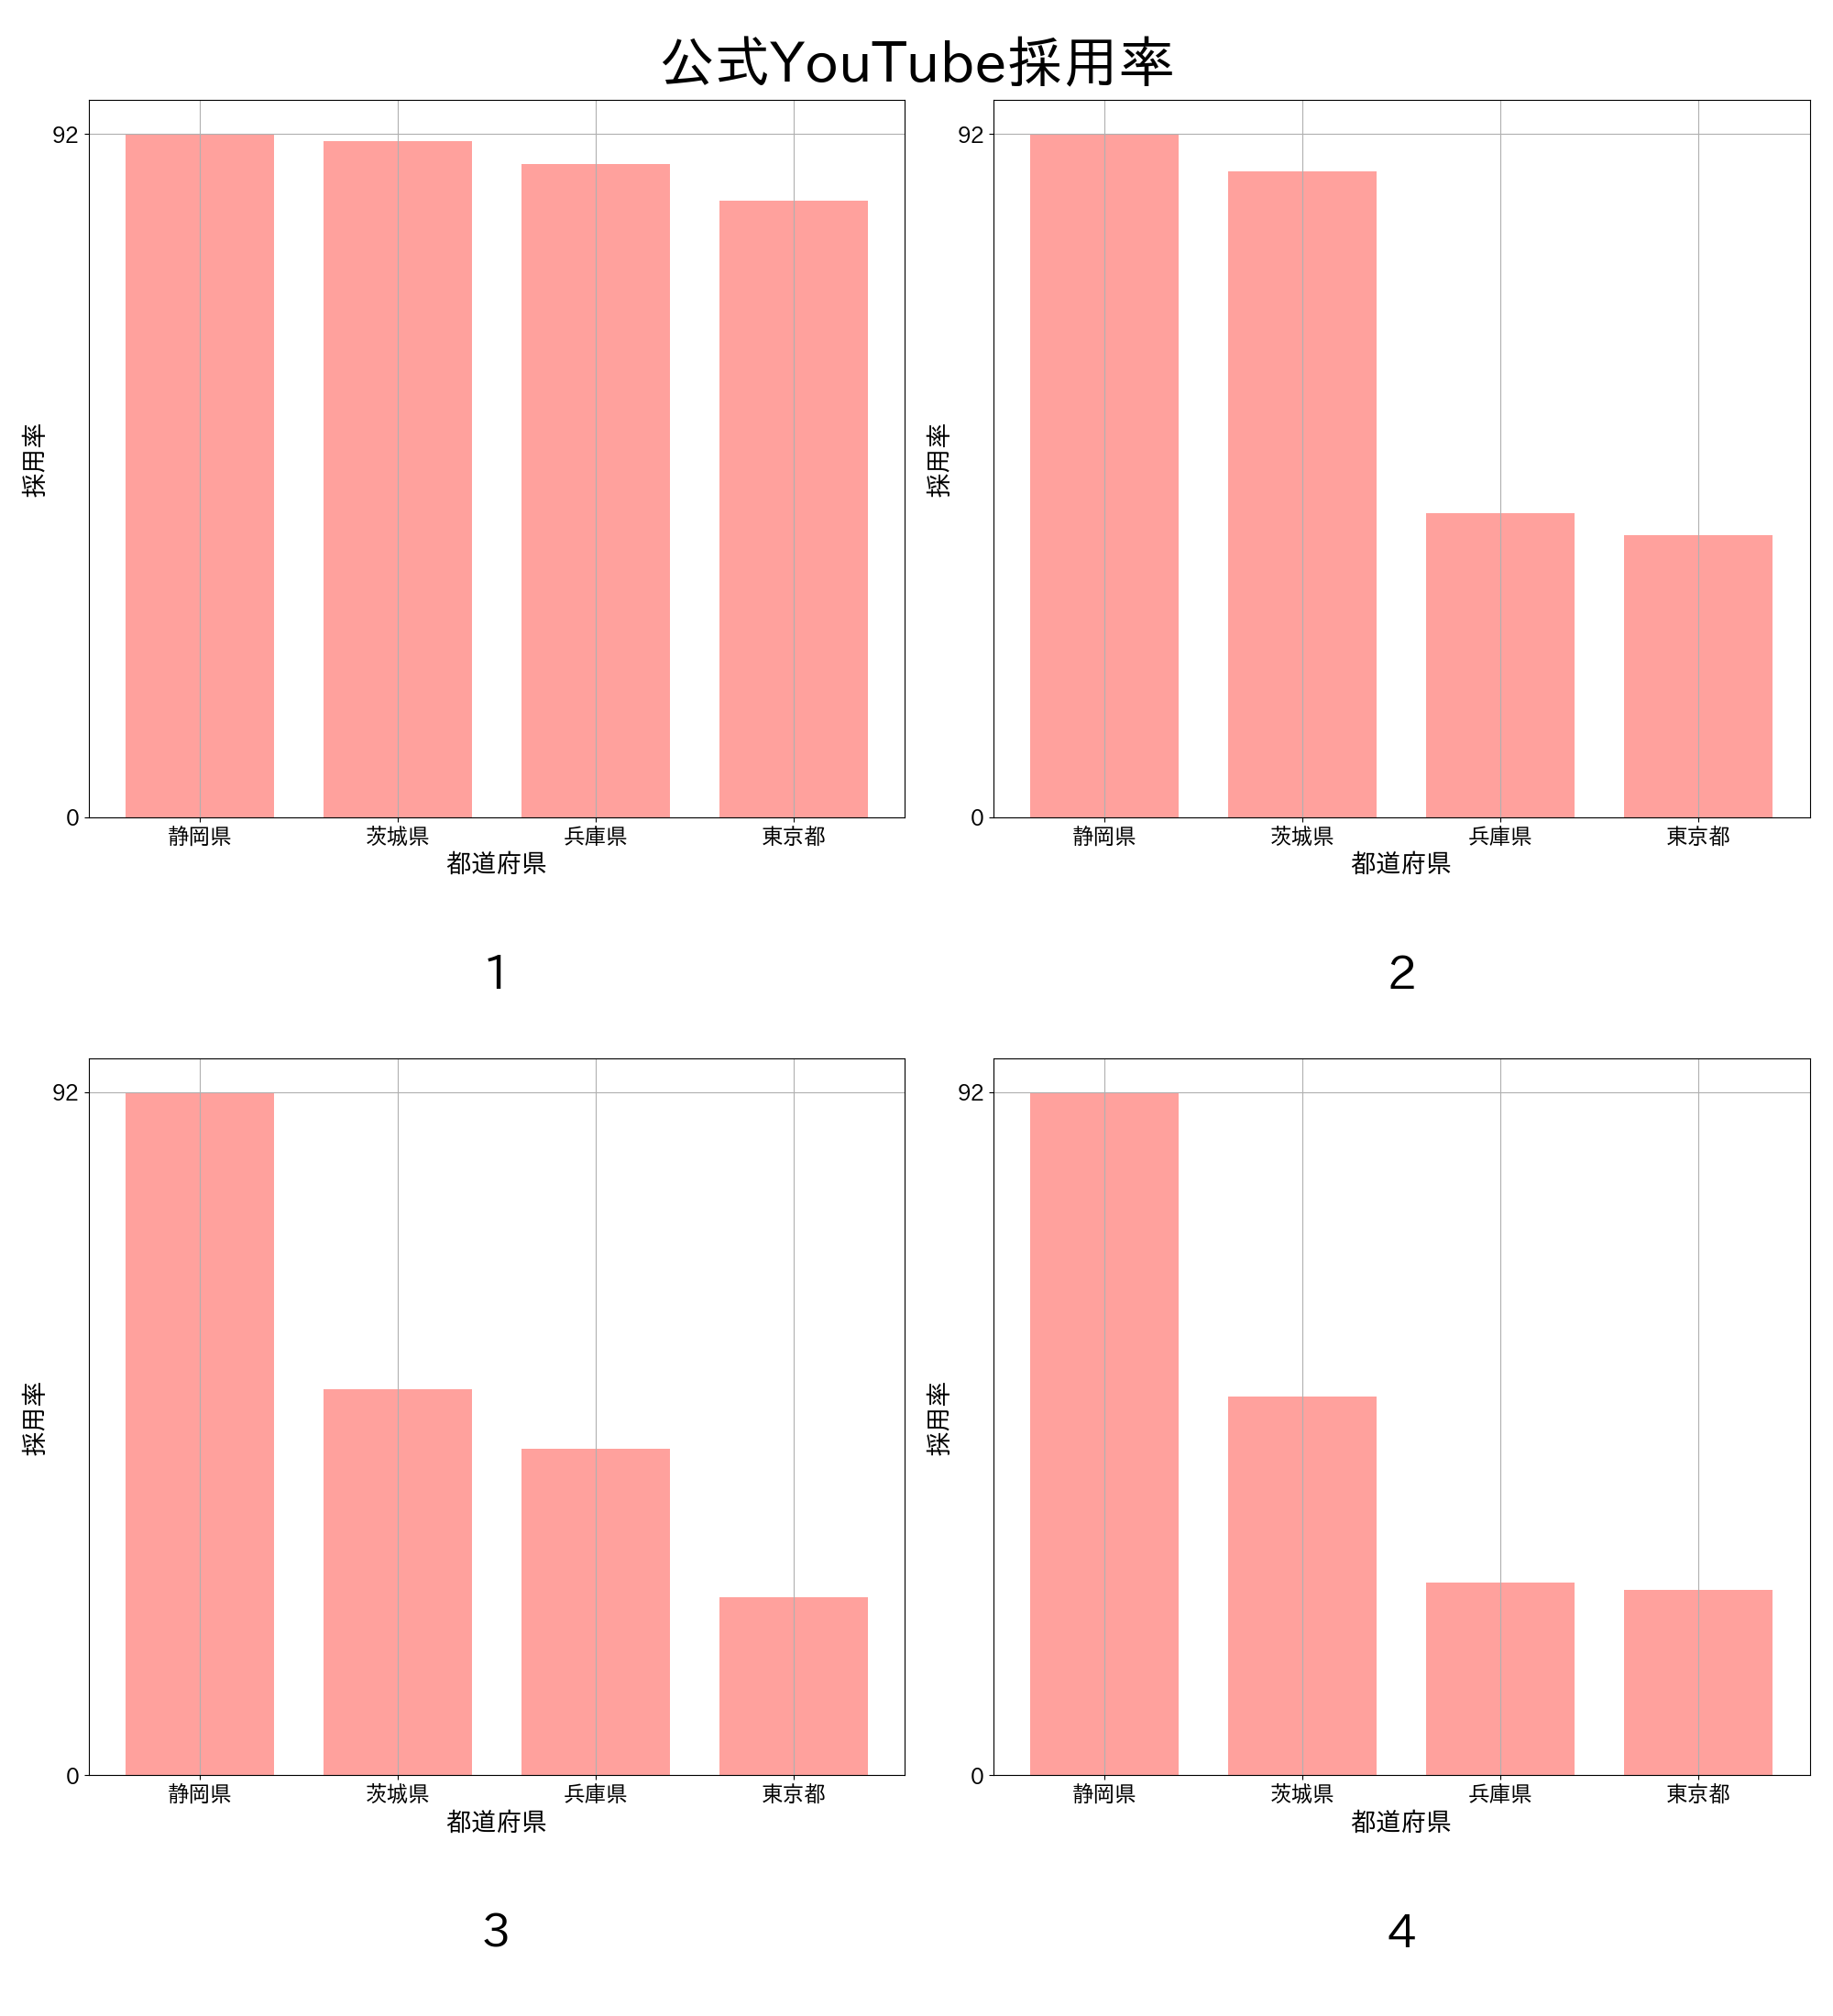 公式YouTube採用率
92
0
採用率
静岡県 茨城県 兵庫県 東京都
都道府県
1
92
0
採用率
静岡県 茨城県 兵庫県 東京都
都道府県
2
92
0
採用率
静岡県 茨城県 兵庫県 東京都
都道府県
3
92
0
採用率
静岡県 茨城県 兵庫県 東京都
都道府県
4